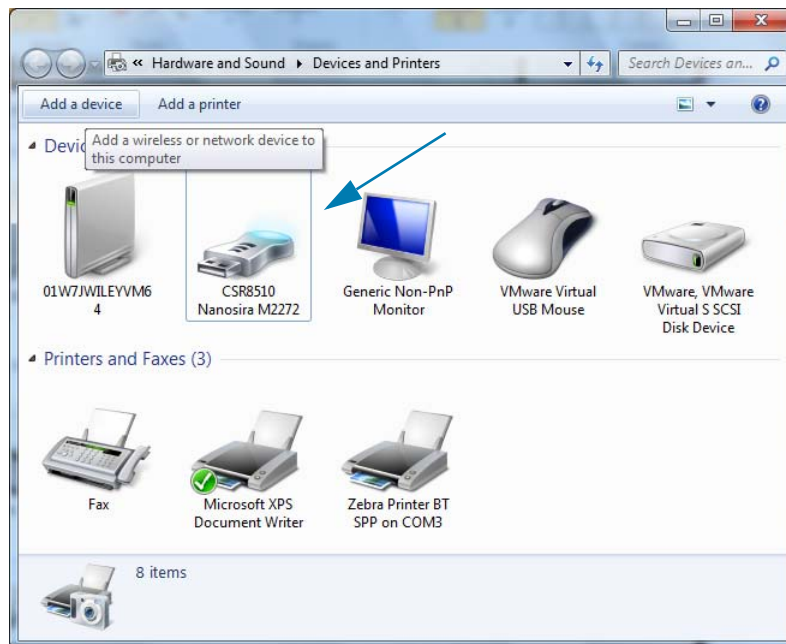 « Hardware and Sound ▸ Devices and Printers
Search Devices an...
Add a device
Add a printer
Add a wireless or network device to
this computer
Devic
01W7JWILEYVM6
4
CSR8510
Nanosira M2272
Generic Non-PnP
Monitor
VMware Virtual
USB Mouse
VMware, VMware
Virtual S SCSI
Disk Device
Printers and Faxes (3)
Fax
Microsoft XPS
Document Writer
Zebra Printer BT
SPP on COM3
8 items